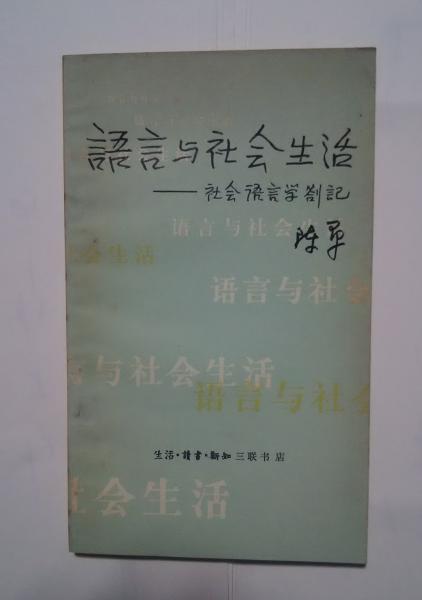 語言与社会生活
——社会语言学劄記
语言与社会生
陈原
社会生活
语言与社会
言与社会生活
语言与社会
生活·讀書·新知三联书店
社会生活